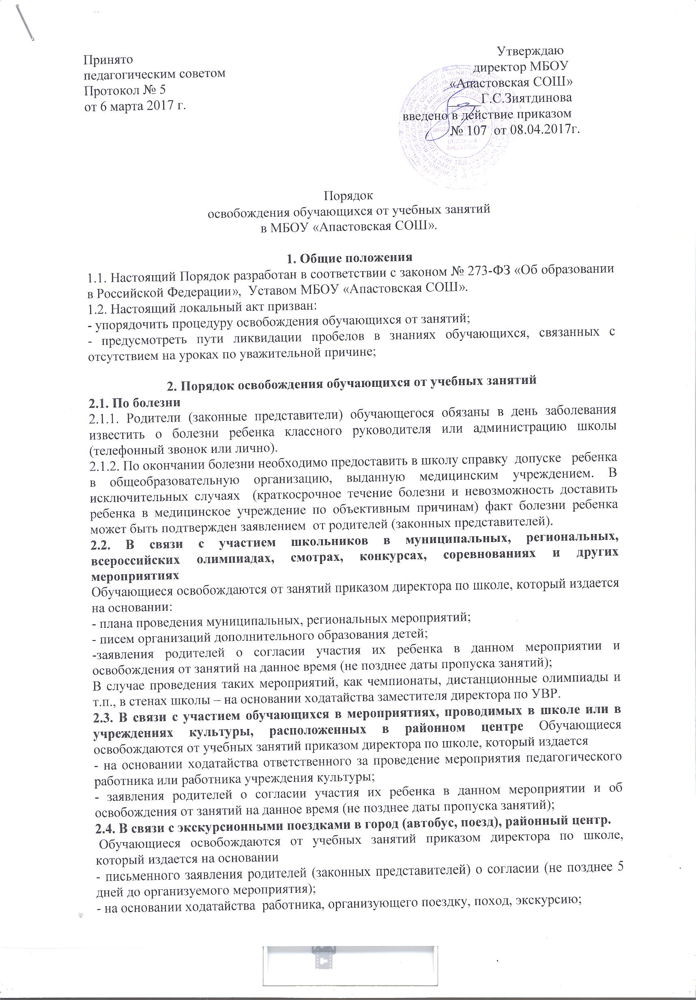 Принято
педагогическим советом
Протокол № 5
от 6 марта 2017 г.
Утверждаю
директор МБОУ
«Апастовская СОШ»
Г.С.Зиятдинова
введено в действие приказом
№ 107 от 08.04.2017г.
Порядок
освобождения обучающихся от учебных занятий
в МБОУ «Апастовская СОШ».
1. Общие положения
1.1. Настоящий Порядок разработан в соответствии с законом № 273-ФЗ «Об образовании
в Российской Федерации», Уставом МБОУ «Апастовская СОШ».
1.2. Настоящий локальный акт призван:
- упорядочить процедуру освобождения обучающихся от занятий;
- предусмотреть пути ликвидации пробелов в знаниях обучающихся, связанных с
отсутствием на уроках по уважительной причине;
2. Порядок освобождения обучающихся от учебных занятий
2.1. По болезни
2.1.1. Родители (законные представители) обучающегося обязаны в день заболевания
известить о болезни ребенка классного руководителя или администрацию школы
(телефонный звонок или лично).
2.1.2. По окончании болезни необходимо предоставить в школу справку допуске ребенка
в общеобразовательную организацию, выданную медицинским учреждением. В
исключительных случаях (краткосрочное течение болезни и невозможность доставить
ребенка в медицинское учреждение по объективным причинам) факт болезни ребенка
может быть подтвержден заявлением от родителей (законных представителей).
2.2. В связи с участием школьников в муниципальных, региональных,
всероссийских олимпиадах, смотрах, конкурсах, соревнованиях и других
мероприятиях
Обучающиеся освобождаются от занятий приказом директора по школе, который издается
на основании:
- плана проведения муниципальных, региональных мероприятий;
- писем организаций дополнительного образования детей;
-заявления родителей о согласии участия их ребенка в данном мероприятии и
освобождения от занятий на данное время (не позднее даты пропуска занятий);
В случае проведения таких мероприятий, как чемпионаты, дистанционные олимпиады и
т.п., в стенах школы – на основании ходатайства заместителя директора по УВР.
2.3. В связи с участием обучающихся в мероприятиях, проводимых в школе или в
учреждениях культуры, расположенных в районном центре Обучающиеся
освобождаются от учебных занятий приказом директора по школе, который издается
- на основании ходатайства ответственного за проведение мероприятия педагогического
работника или работника учреждения культуры;
- заявления родителей о согласии участия их ребенка в данном мероприятии и об
освобождения от занятий на данное время (не позднее даты пропуска занятий);
2.4. В связи с экскурсионными поездками в город (автобус, поезд), районный центр.
Обучающиеся освобождаются от учебных занятий приказом директора по школе,
который издается на основании
- письменного заявления родителей (законных представителей) о согласии (не позднее 5
дней до организуемого мероприятия);
- на основании ходатайства работника, организующего поездку, поход, экскурсию;